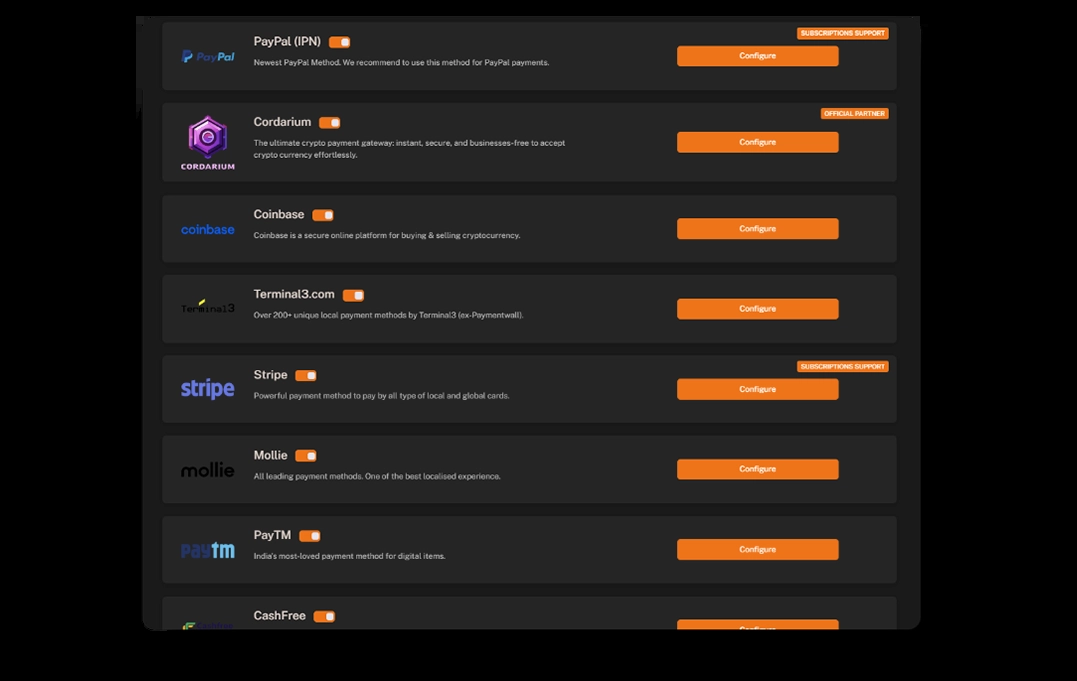 SUBSCRIPTIONS SUPPORT
PayPal
PayPal (IPN)
Newest PayPal Method. We recommend to use this method for PayPal payments.
Configure
OFFICIAL PARTNER
CORDARIUM
Cordarium
The ultimate crypto payment gateway: instant, secure, and businesses-free to accept
crypto currency effortlessly.
Configure
coinbase
Coinbase
Coinbase is a secure online platform for buying & selling cryptocurrency.
Configure
Terminal3
Terminal3.com
Over 200+ unique local payment methods by Terminal3 (ex-Paymentwall).
Configure
SUBSCRIPTIONS SUPPORT
stripe
Stripe
Powerful payment method to pay by all type of local and global cards.
Configure
mollie
Mollie
All leading payment methods. One of the best localised experience.
Configure
paytm
PayTM
India's most-loved payment method for digital items.
Configure
CashFree
Configure